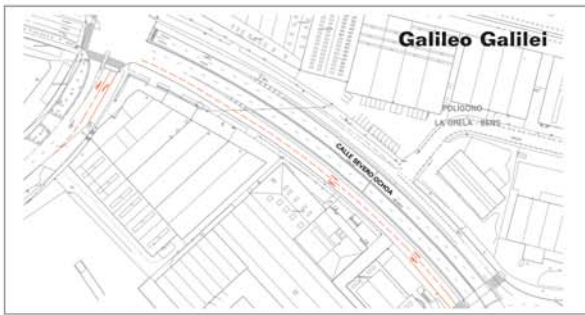 Galileo Galilei
POLIGONO
LA GRELA - BENS
CALLE SEVERO OCHOA